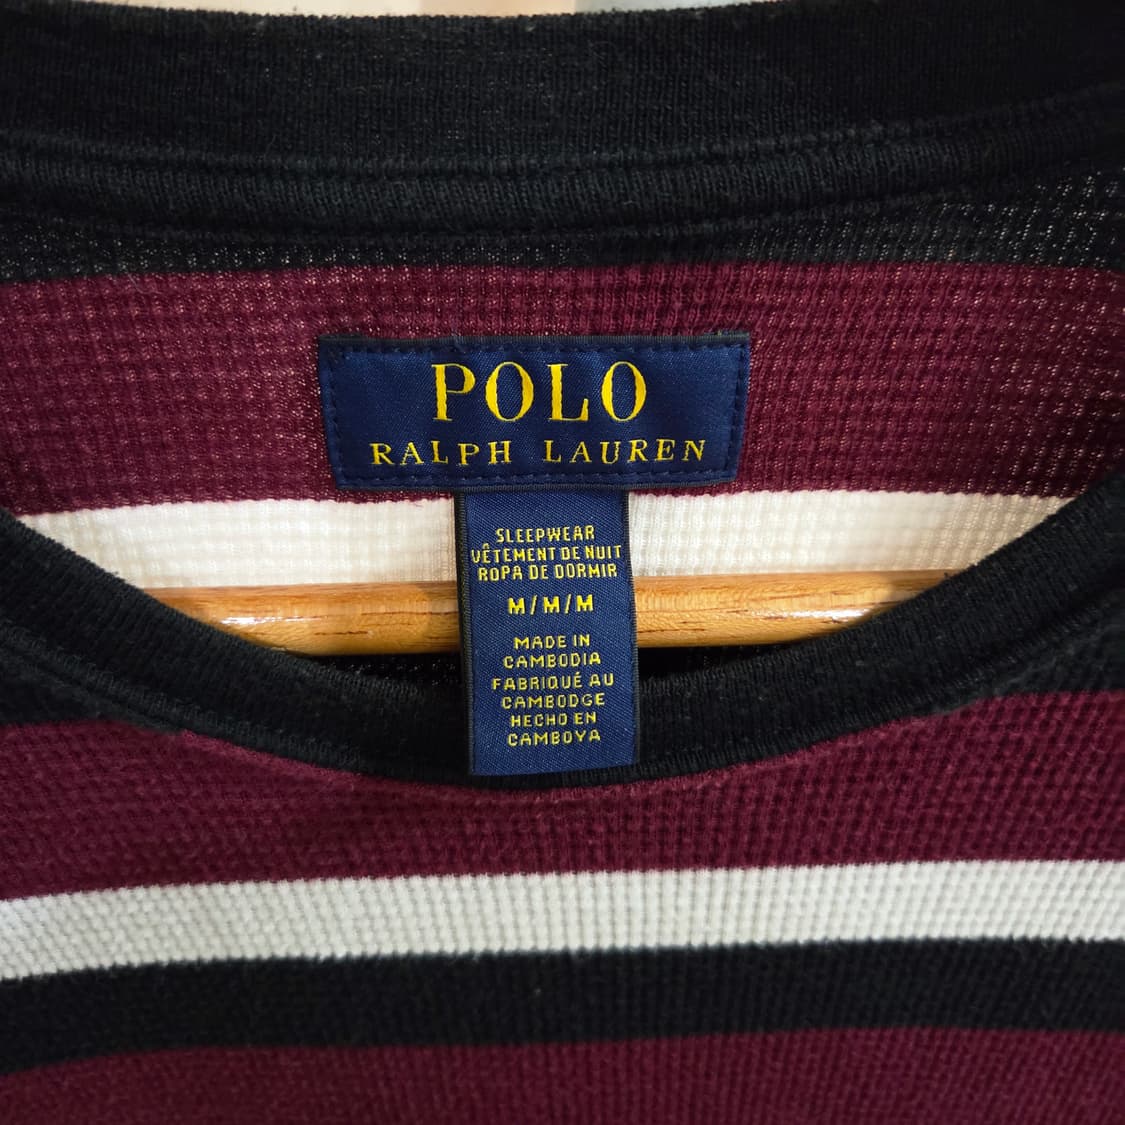 POLO
RALPH LAUREN
SLEEPWEAR
VÊTEMENT DE NUIT
ROPA DE DORMIR
M/M/M
MADE IN
CAMBODIA
FABRIQUÉ AU
CAMBODGE
HECHO EN
CAMBOYA